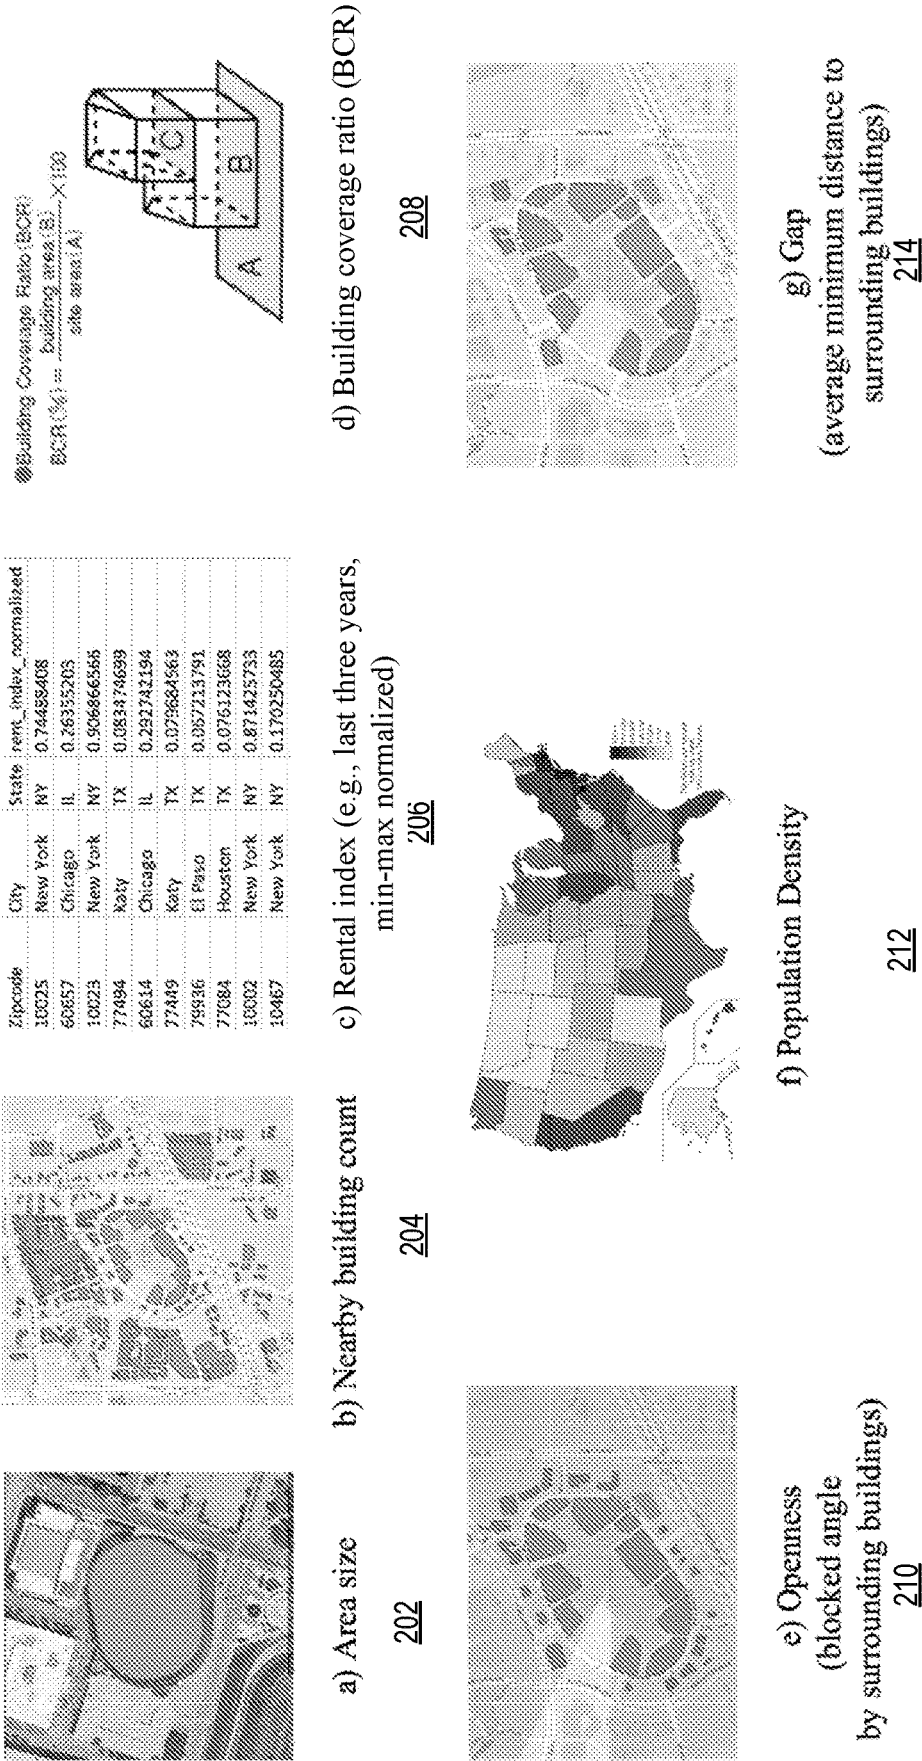 Zipcode City State rent_index_normalized
10025 New York NY 0.74488408
60657 Chicago IL 0.26355203
10023 New York NY 0.906866566
77494 Katy TX 0.083474699
60614 Chicago IL 0.292742194
77449 Katy TX 0.079684563
79936 El Paso TX 0.067213791
77084 Houston TX 0.076123668
10002 New York NY 0.871425733
10467 New York NY 0.170250485
Building Coverage Ratio (BCR)
BCR (%) = building area (B) / site area (A) ×100
A
B
C
a) Area size
202
b) Nearby building count
204
c) Rental index (e.g., last three years,
min-max normalized)
206
d) Building coverage ratio (BCR)
208
e) Openness
(blocked angle
by surrounding buildings)
210
f) Population Density
212
g) Gap
(average minimum distance to
surrounding buildings)
214